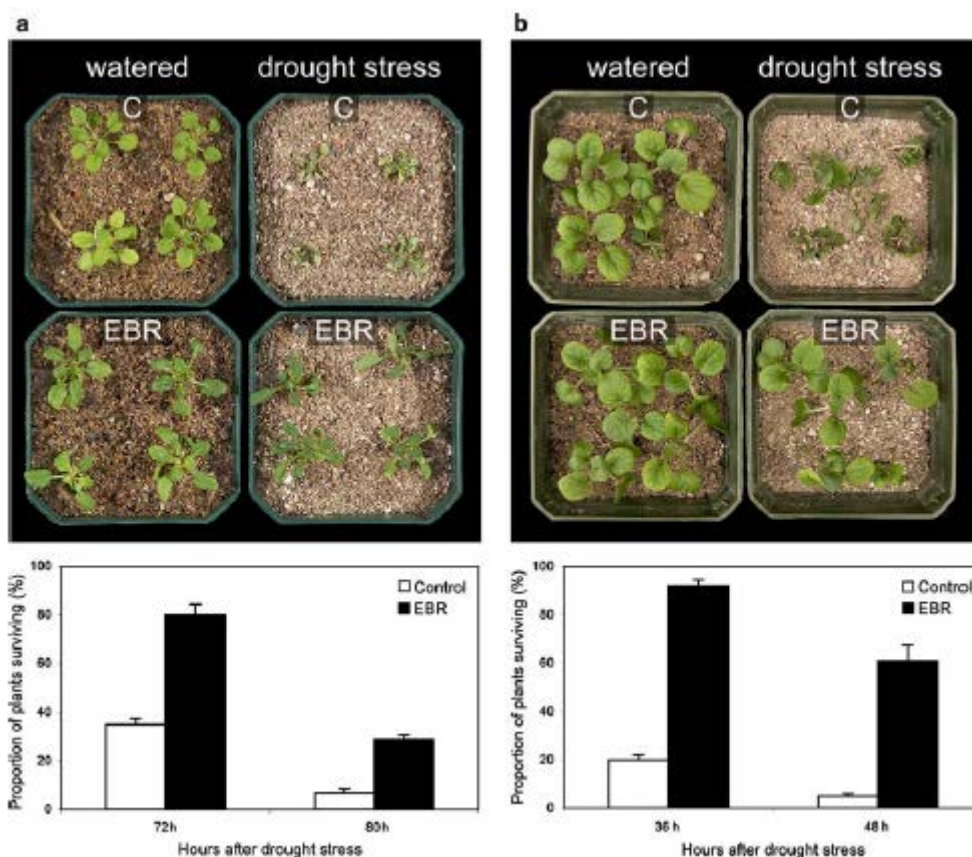 a
watered
drought stress
C
C
EBR
EBR
Proportion of plants surviving (%)
100
80
60
40
20
0
Control
EBR
72h
80h
Hours after drought stress
b
watered
drought stress
C
C
EBR
EBR
Proportion of plants surviving (%)
100
80
60
40
20
0
Control
EBR
36h
48h
Hours after drought stress